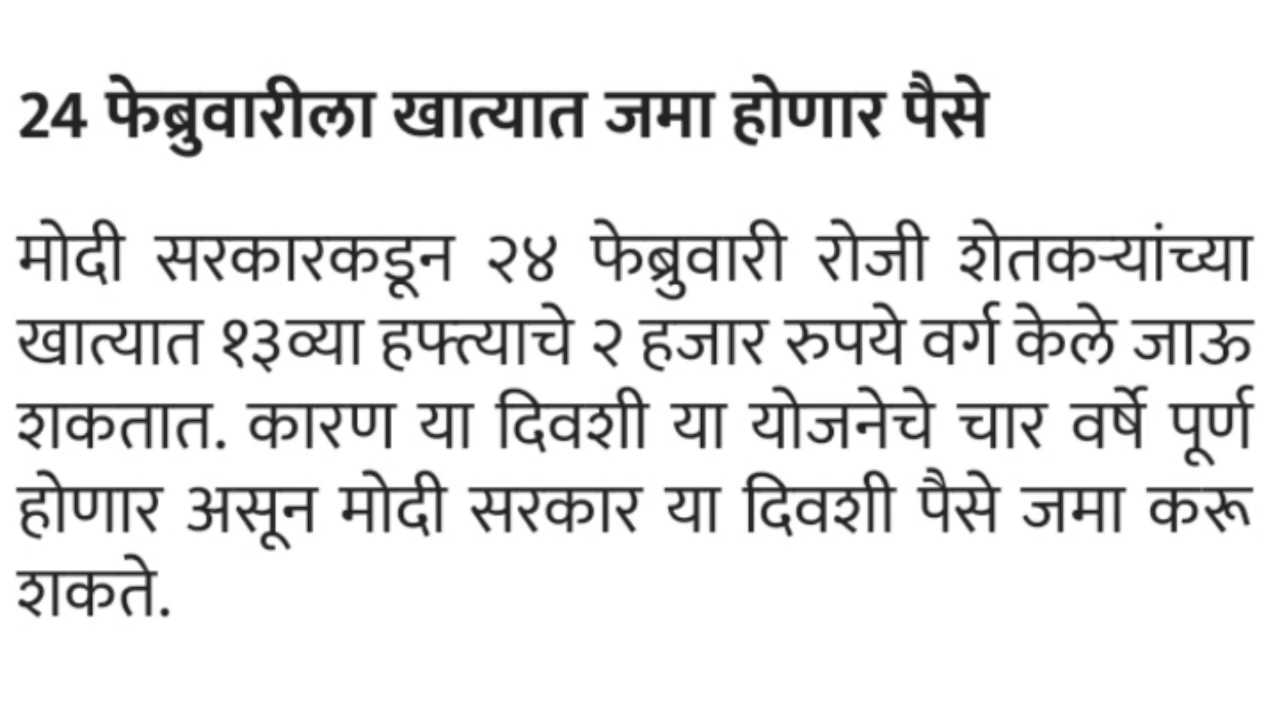 24 फेब्रुवारीला खात्यात जमा होणार पैसे
मोदी सरकारकडून २४ फेब्रुवारी रोजी शेतकऱ्यांच्या
खात्यात १३व्या हफ्त्याचे २ हजार रुपये वर्ग केले जाऊ
शकतात. कारण या दिवशी या योजनेचे चार वर्षे पूर्ण
होणार असून मोदी सरकार या दिवशी पैसे जमा करू
शकते.